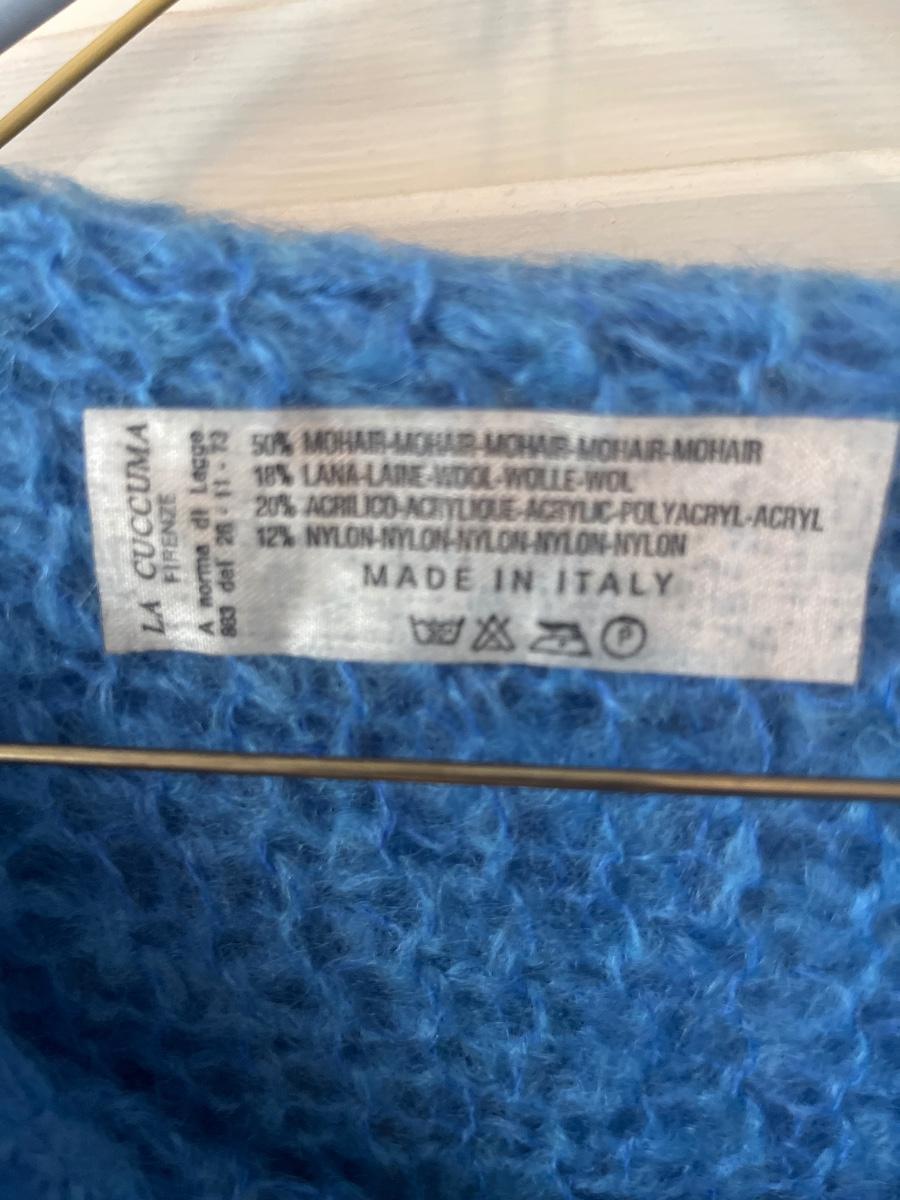 LA CUCCUMA
FIRENZE
A norma di Legge
883 del 26-11-73
50% MOHAIR-MOHAIR-MOHAIR-MOHAIR-MOHAIR
18% LANA-LAINE-WOOL-WOLLE-WOL
20% ACRILICO-ACRYLIQUE-ACRYLIC-POLYACRYL-ACRYL
12% NYLON-NYLON-NYLON-NYLON-NYLON
MADE IN ITALY
P